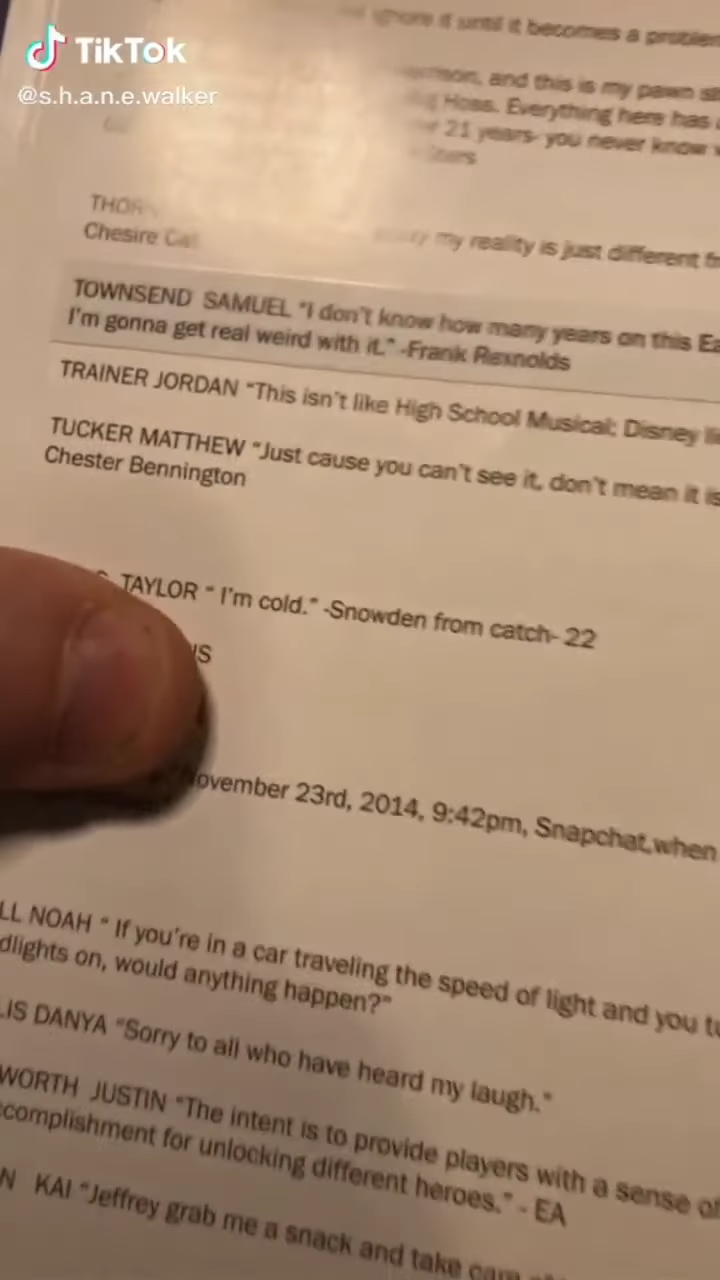 TikTok
@s.h.a.n.e.walker
ignore it until it becomes a problem
and this is my pawn
Hoss. Everything here has
21 years- you never know
THOR
Chesire Cat my reality is just different
TOWNSEND SAMUEL "I don't know how many years on this Ea
I'm gonna get real weird with it." -Frank Rexnolds
TRAINER JORDAN "This isn't like High School Musical; Disney
TUCKER MATTHEW "Just cause you can't see it, don't mean it is
Chester Bennington
TAYLOR " I'm cold." -Snowden from catch- 22
IS
ovember 23rd, 2014, 9:42pm, Snapchat,when
LL NOAH " If you're in a car traveling the speed of light and you tu
dlights on, would anything happen?"
LIS DANYA "Sorry to all who have heard my laugh."
WORTH JUSTIN "The intent is to provide players with a sense of
ccomplishment for unlocking different heroes." - EA
N KAI "Jeffrey grab me a snack and take care